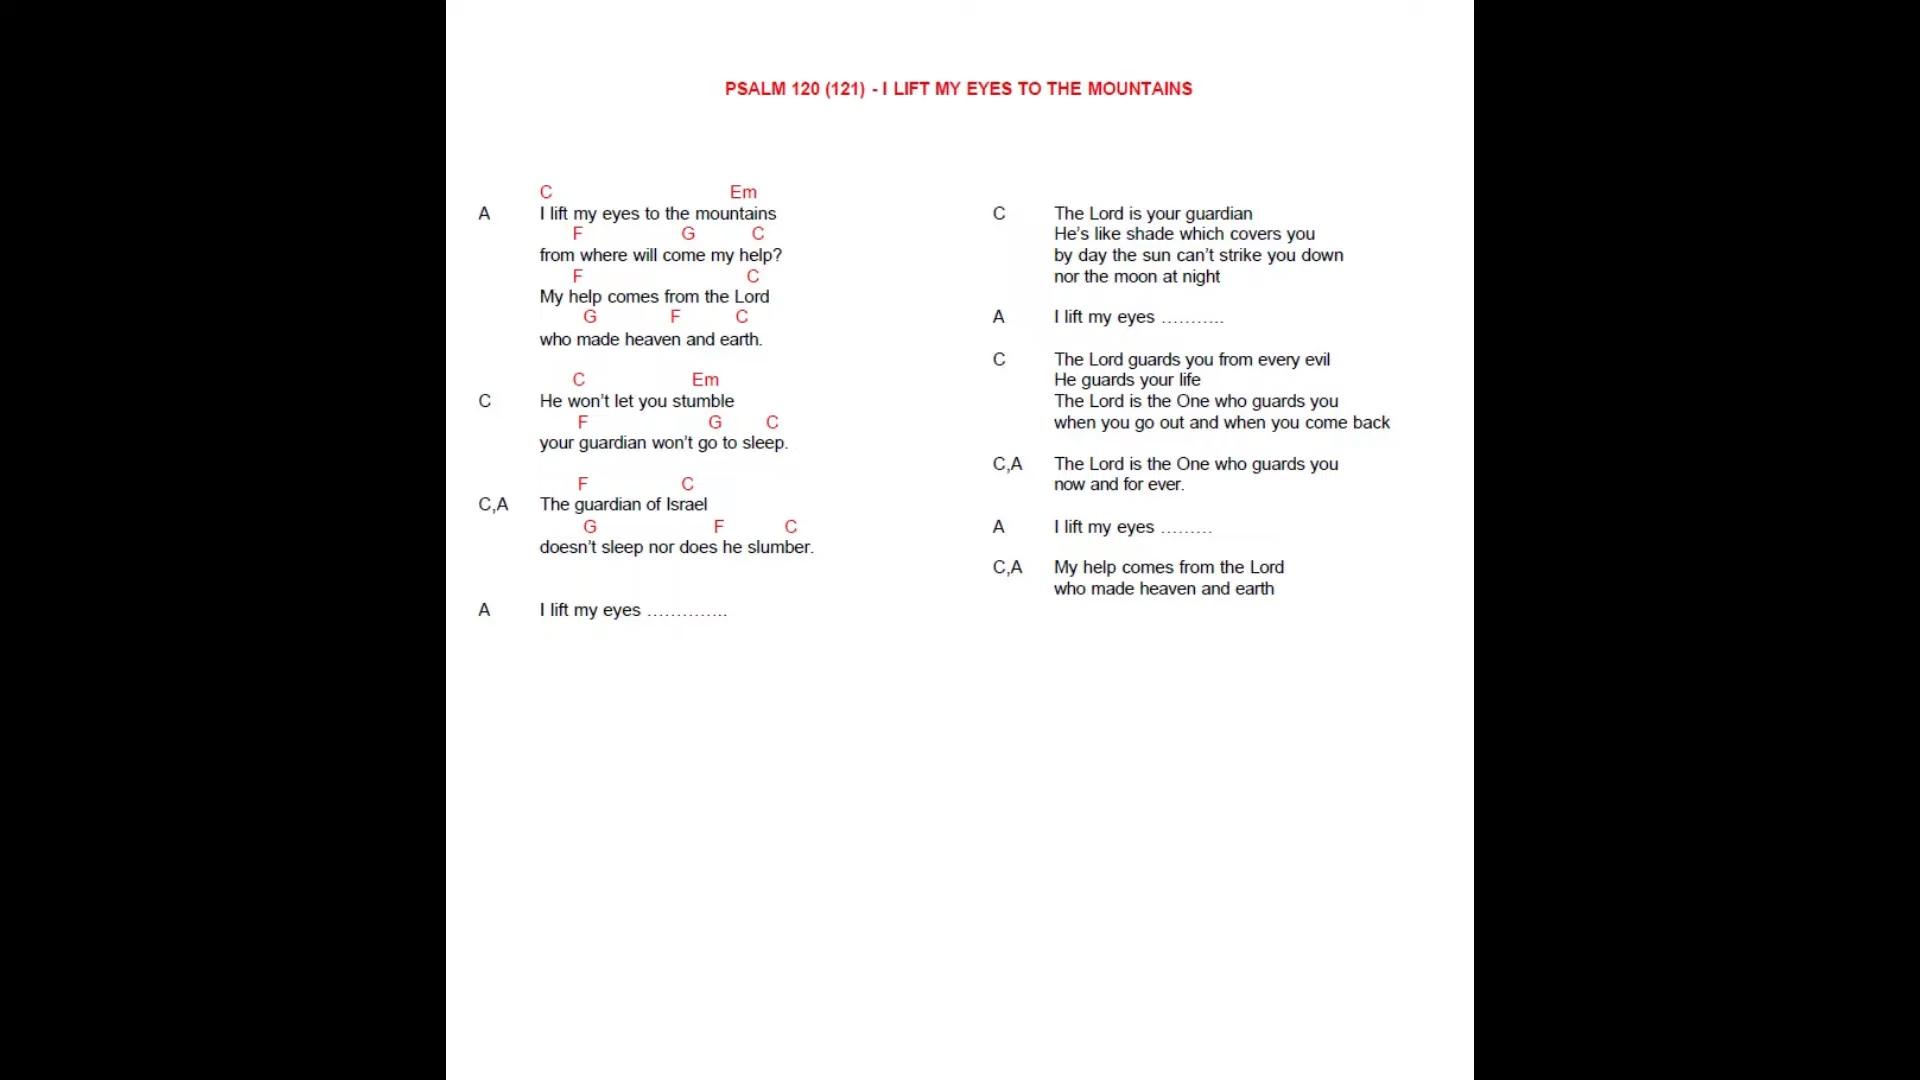 PSALM 120 (121) - I LIFT MY EYES TO THE MOUNTAINS
C Em
A I lift my eyes to the mountains
F G C
from where will come my help?
F C
My help comes from the Lord
G F C
who made heaven and earth.
C Em
C He won't let you stumble
F G C
your guardian won't go to sleep.
F C
C,A The guardian of Israel
G F C
doesn't sleep nor does he slumber.
A I lift my eyes …………..
C The Lord is your guardian
He's like shade which covers you
by day the sun can't strike you down
nor the moon at night
A I lift my eyes ………..
C The Lord guards you from every evil
He guards your life
The Lord is the One who guards you
when you go out and when you come back
C,A The Lord is the One who guards you
now and for ever.
A I lift my eyes ………
C,A My help comes from the Lord
who made heaven and earth